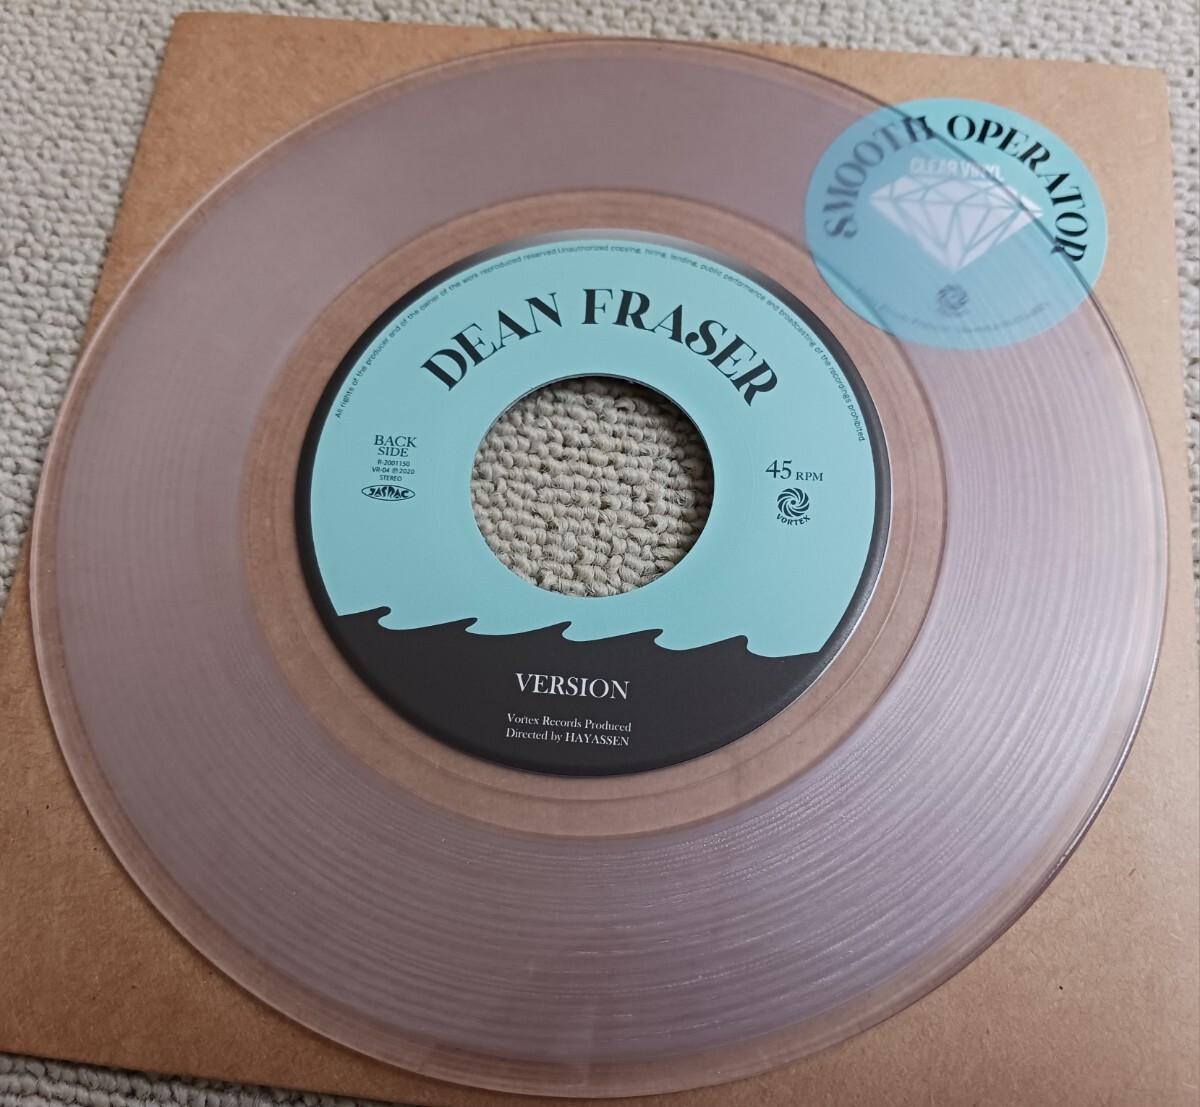 SMOOTH OPERATOR
CLEAR VINYL
All rights of the producer and of the owner of the work reproduced reserved.Unauthorized copying, hiring, lending, public performance and broadcasting of the recordings prohibited.
DEAN FRASER
BACK
SIDE
R-2001150
VR-04 ℗2020
STEREO
JASRAC
45 RPM
VORTEX
VERSION
Vortex Records Produced
Directed by HAYASSEN